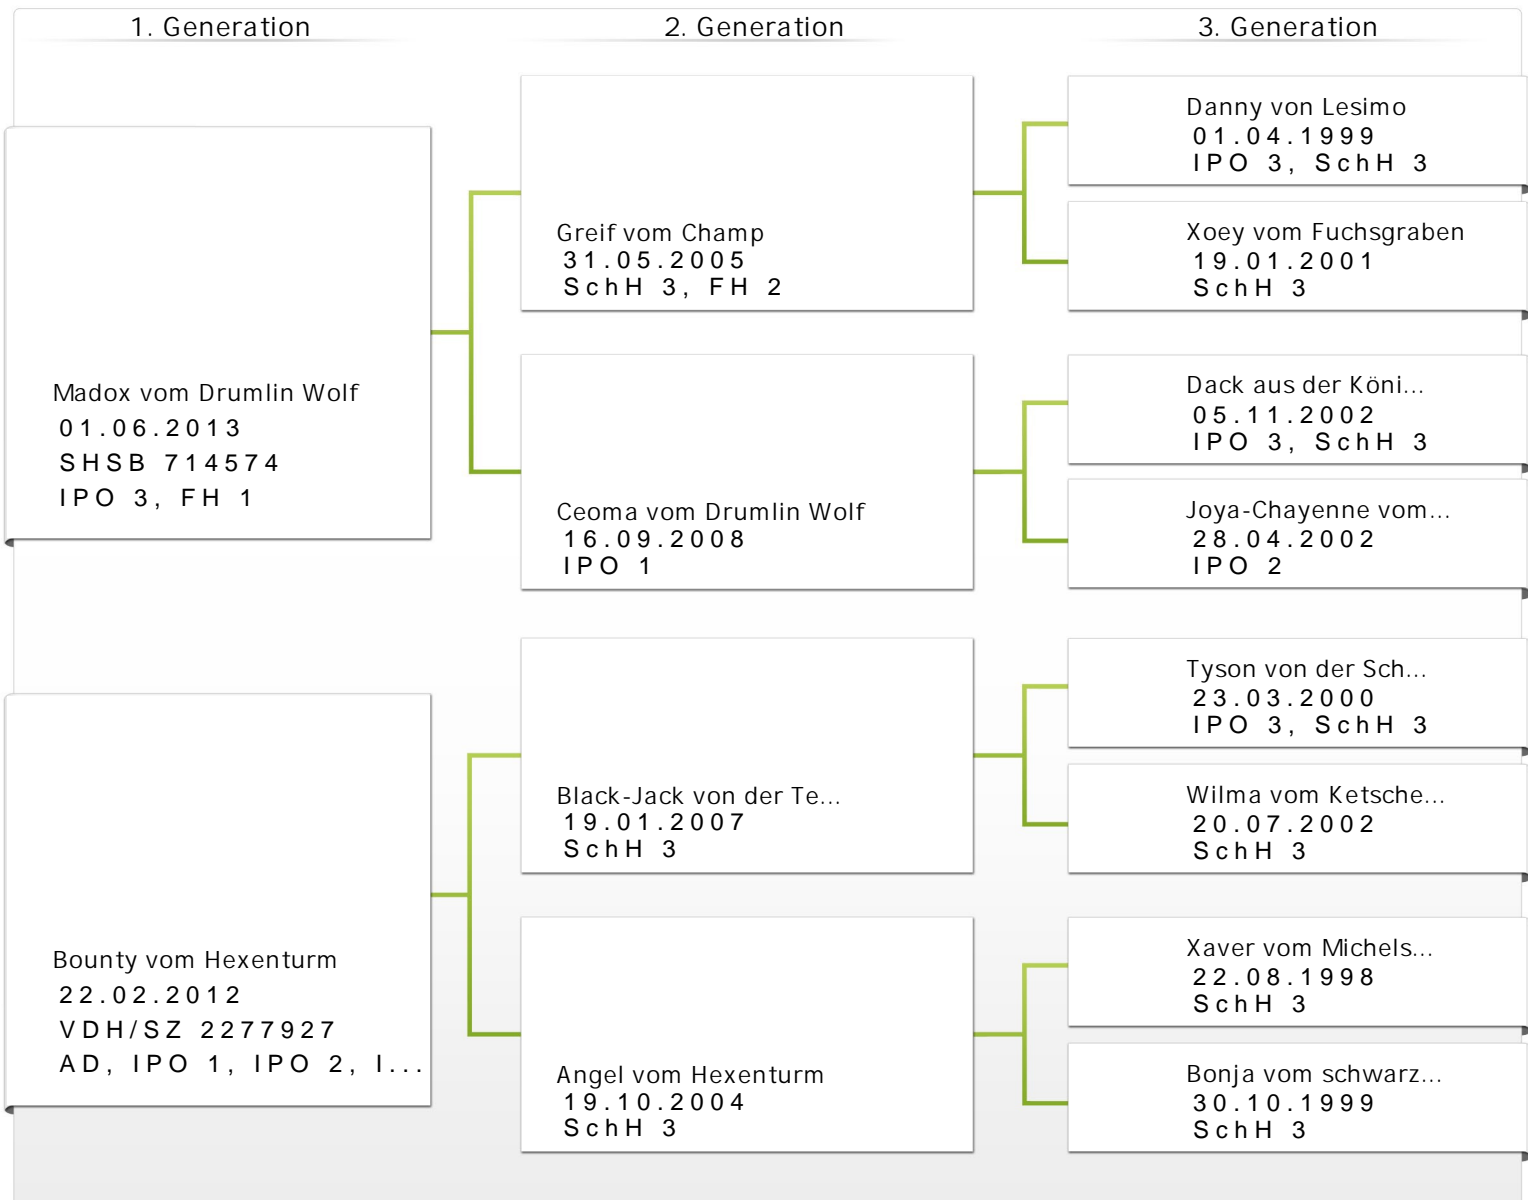 1. Generation
2. Generation
3. Generation
Madox vom Drumlin Wolf
01.06.2013
SHSB 714574
IPO 3, FH 1
Bounty vom Hexenturm
22.02.2012
VDH/SZ 2277927
AD, IPO 1, IPO 2, I...
Greif vom Champ
31.05.2005
SchH 3, FH 2
Ceoma vom Drumlin Wolf
16.09.2008
IPO 1
Black-Jack von der Te...
19.01.2007
SchH 3
Angel vom Hexenturm
19.10.2004
SchH 3
Danny von Lesimo
01.04.1999
IPO 3, SchH 3
Xoey vom Fuchsgraben
19.01.2001
SchH 3
Dack aus der Köni...
05.11.2002
IPO 3, SchH 3
Joya-Chayenne vom...
28.04.2002
IPO 2
Tyson von der Sch...
23.03.2000
IPO 3, SchH 3
Wilma vom Ketsche...
20.07.2002
SchH 3
Xaver vom Michels...
22.08.1998
SchH 3
Bonja vom schwarz...
30.10.1999
SchH 3